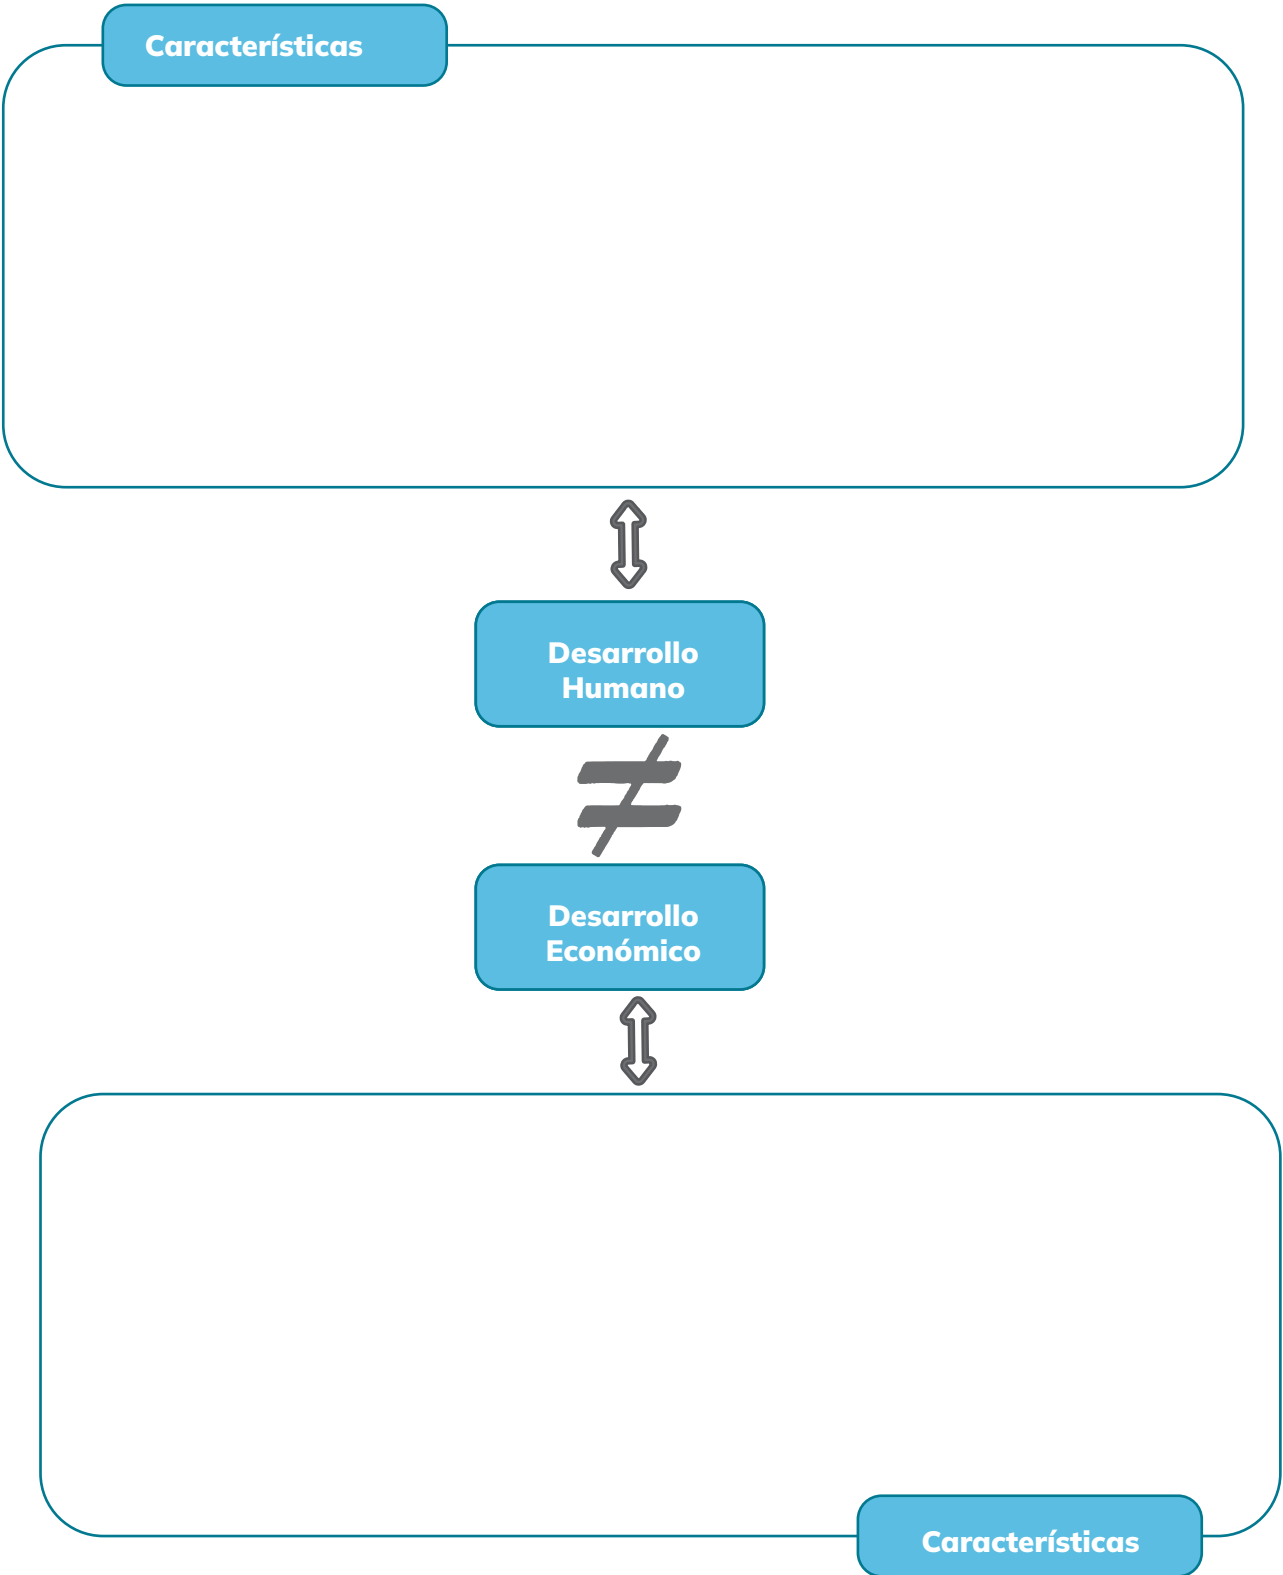 Características
Desarrollo
Humano
≠
Desarrollo
Económico
Características